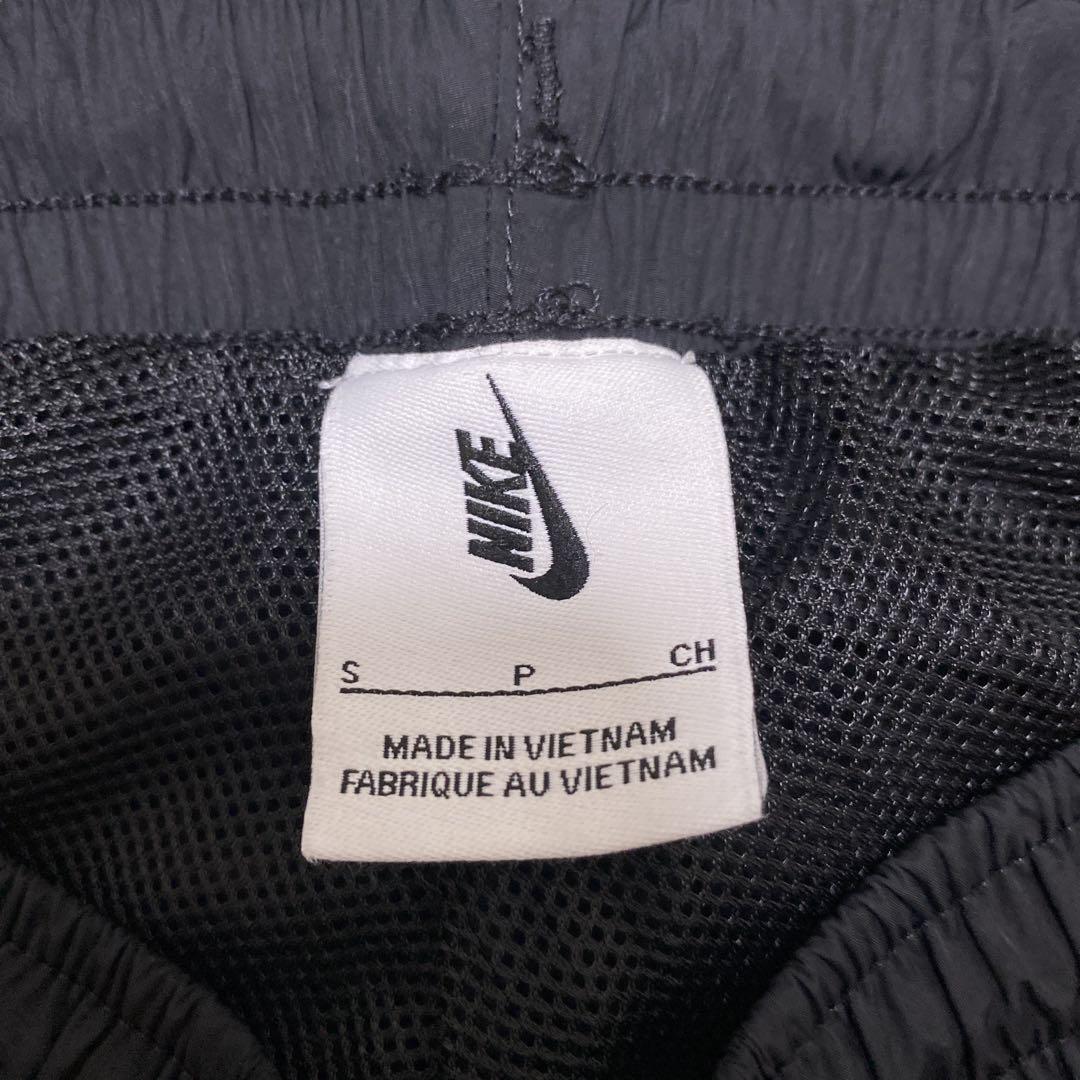 NIKE
S P CH
MADE IN VIETNAM
FABRIQUE AU VIETNAM